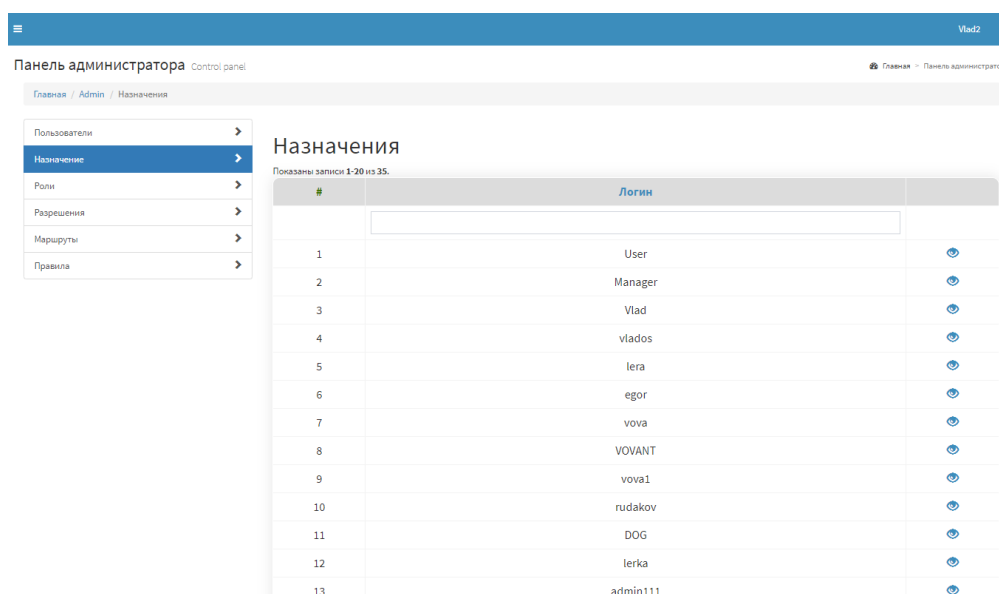 Vlad2
Панель администратора Control panel
Главная > Панель администрато
Главная / Admin / Назначения
Пользователи
Назначение
Роли
Разрешения
Маршруты
Правила
Назначения
Показаны записи 1-20 из 35.
# Логин
1 User
2 Manager
3 Vlad
4 vlados
5 lera
6 egor
7 vova
8 VOVANT
9 vova1
10 rudakov
11 DOG
12 lerka
13 admin111